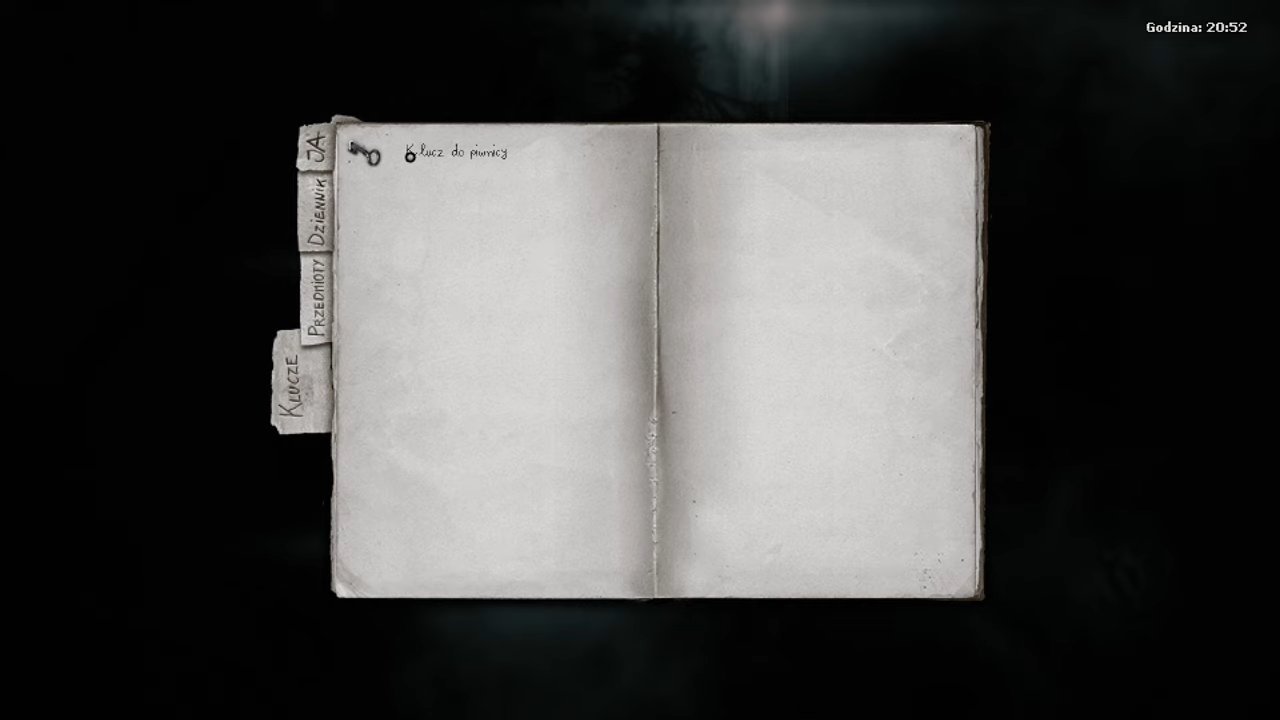 Godzina: 20:52
JA
DZIENNIK
PRZEDMIOTY
KLUCZE
Klucz do piwnicy